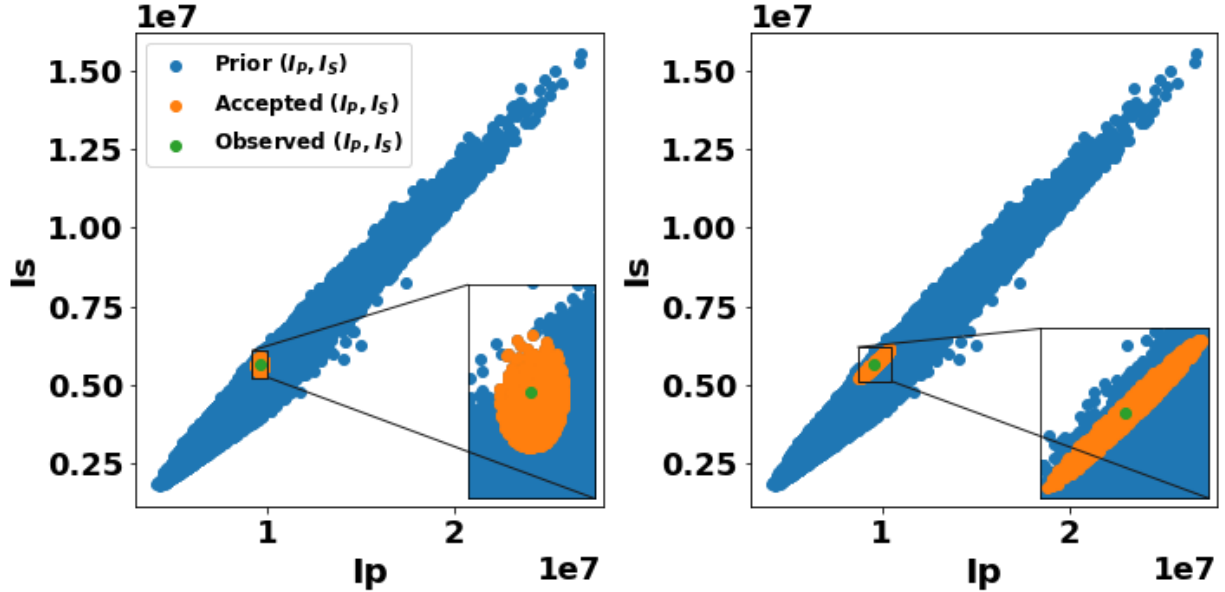 1e7
1.50
1.25
1.00
0.75
0.50
0.25
Is
1
2
Ip
1e7
Prior (I_P, I_S)
Accepted (I_P, I_S)
Observed (I_P, I_S)
1e7
1.50
1.25
1.00
0.75
0.50
0.25
Is
1
2
Ip
1e7